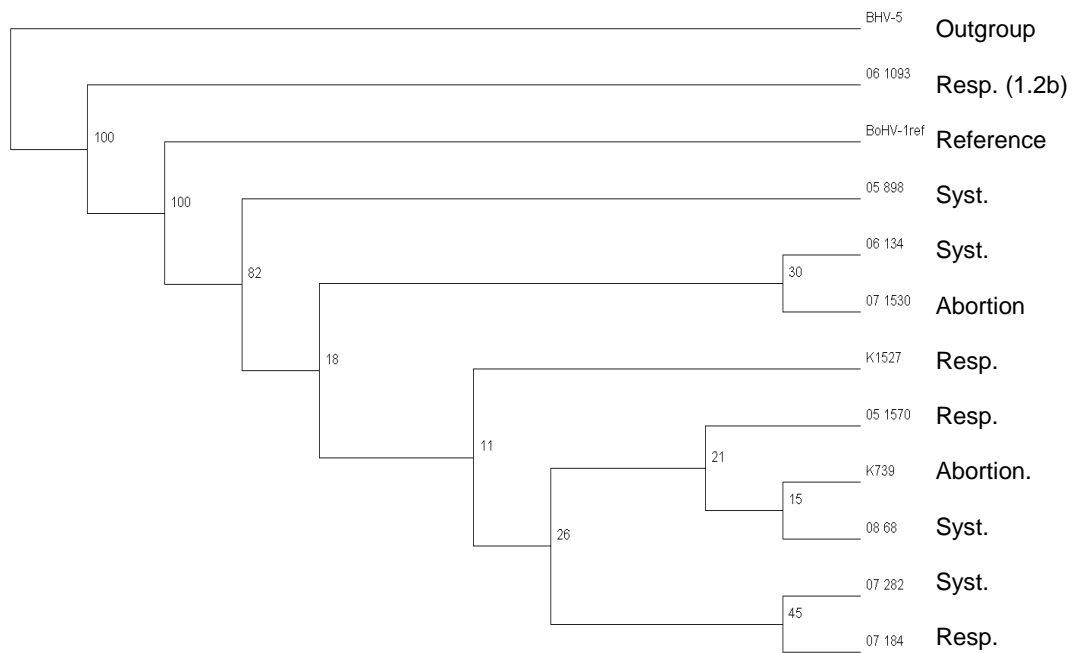 BHV-5 Outgroup
06 1093 Resp. (1.2b)
100
BoHV-1ref Reference
100
05 898 Syst.
82
06 134 Syst.
30
07 1530 Abortion
18
K1527 Resp.
05 1570 Resp.
11
21
K739 Abortion.
15
08 68 Syst.
26
07 282 Syst.
45
07 184 Resp.